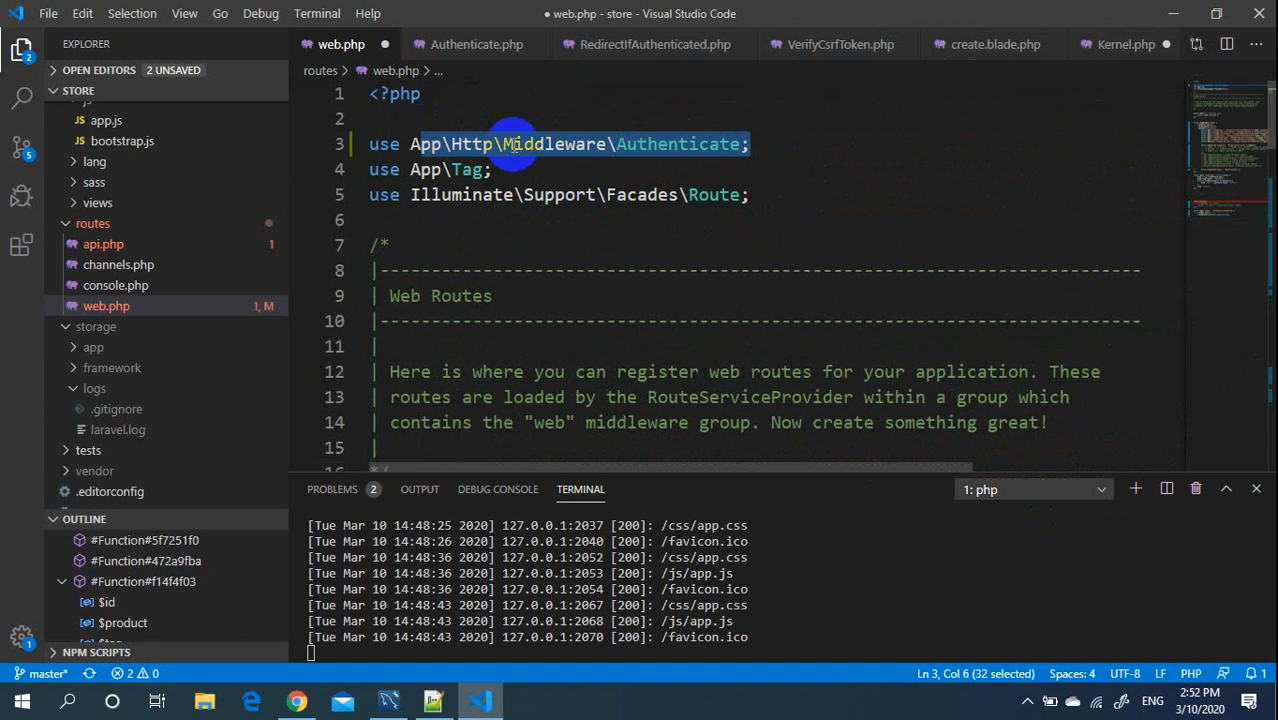 File Edit Selection View Go Debug Terminal Help
● web.php - store - Visual Studio Code
EXPLORER
OPEN EDITORS 2 UNSAVED
STORE
js
app.js
bootstrap.js
lang
sass
views
routes
api.php 1
channels.php
console.php
web.php 1, M
storage
app
framework
logs
.gitignore
laravel.log
tests
vendor
.editorconfig
OUTLINE
#Function#5f7251f0
#Function#472a9fba
#Function#f14f4f03
$id
$product
NPM SCRIPTS
2
1
web.php Authenticate.php RedirectIfAuthenticated.php VerifyCsrfToken.php create.blade.php Kernel.php
routes > web.php > ...
1 <?php
2
3 use App\Http\Middleware\Authenticate;
4 use App\Tag;
5 use Illuminate\Support\Facades\Route;
6
7 /*
8 |--------------------------------------------------------------------------
9 | Web Routes
10 |--------------------------------------------------------------------------
11 |
12 | Here is where you can register web routes for your application. These
13 | routes are loaded by the RouteServiceProvider within a group which
14 | contains the "web" middleware group. Now create something great!
15 |
16 */
PROBLEMS 2 OUTPUT DEBUG CONSOLE TERMINAL
1: php
[Tue Mar 10 14:48:25 2020] 127.0.0.1:2037 [200]: /css/app.css
[Tue Mar 10 14:48:26 2020] 127.0.0.1:2040 [200]: /favicon.ico
[Tue Mar 10 14:48:36 2020] 127.0.0.1:2052 [200]: /css/app.css
[Tue Mar 10 14:48:36 2020] 127.0.0.1:2053 [200]: /js/app.js
[Tue Mar 10 14:48:36 2020] 127.0.0.1:2054 [200]: /favicon.ico
[Tue Mar 10 14:48:43 2020] 127.0.0.1:2067 [200]: /css/app.css
[Tue Mar 10 14:48:43 2020] 127.0.0.1:2068 [200]: /js/app.js
[Tue Mar 10 14:48:43 2020] 127.0.0.1:2070 [200]: /favicon.ico
master* 2 0
Ln 3, Col 6 (32 selected) Spaces: 4 UTF-8 LF PHP 1
ENG
2:52 PM
3/10/2020